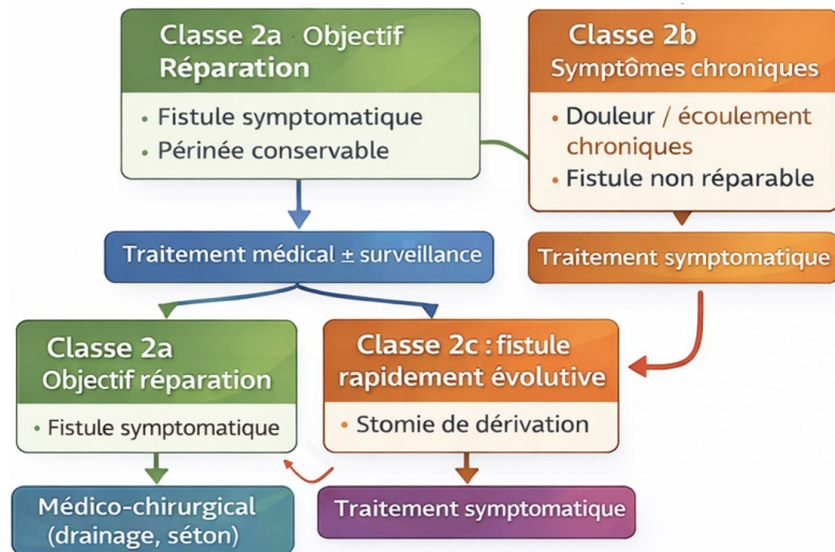 Classe 2a · Objectif
Réparation
• Fistule symptomatique
• Périnée conservable
Classe 2b
Symptômes chroniques
• Douleur / écoulement
chroniques
• Fistule non réparable
Traitement médical ± surveillance
Traitement symptomatique
Classe 2a
Objectif réparation
• Fistule symptomatique
Classe 2c : fistule
rapidement évolutive
• Stomie de dérivation
Médico-chirurgical
(drainage, séton)
Traitement symptomatique